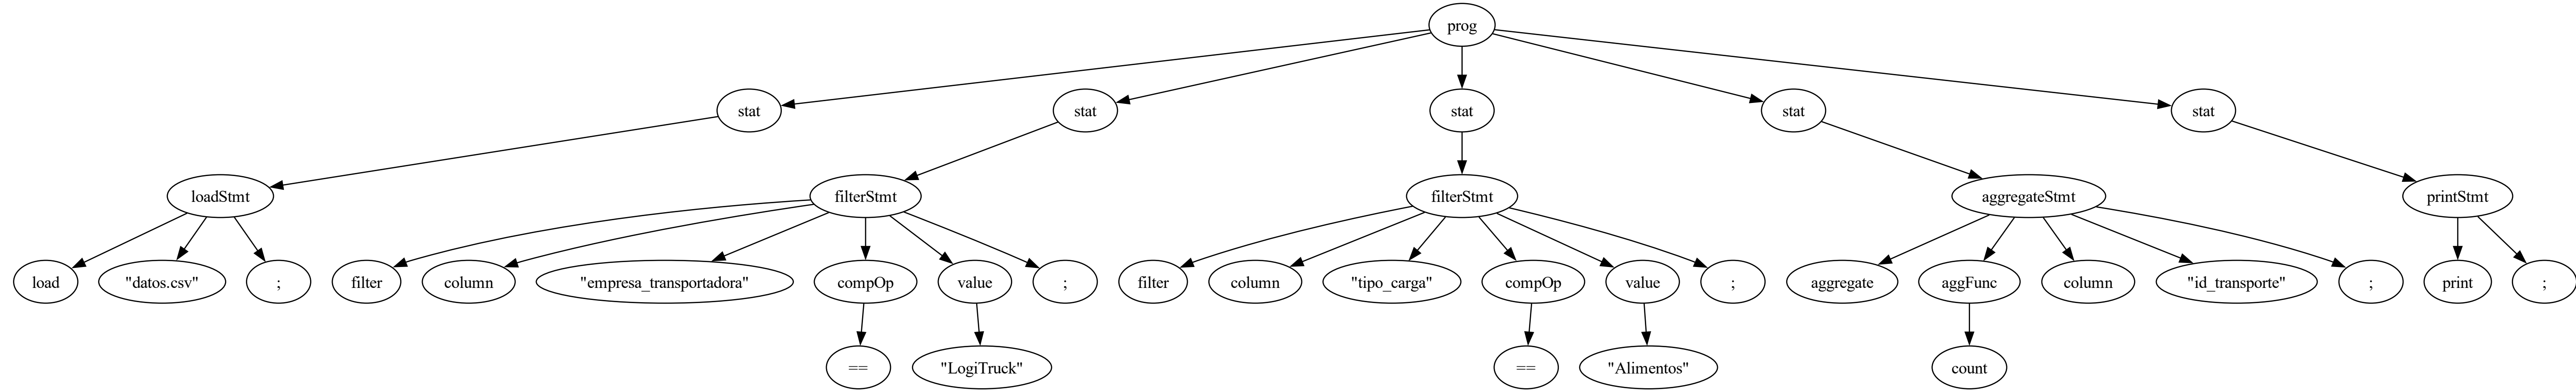 prog
stat stat stat stat stat
loadStmt filterStmt filterStmt aggregateStmt printStmt
load "datos.csv" ; filter column "empresa_transportadora" compOp value ; filter column "tipo_carga" compOp value ; aggregate aggFunc column "id_transporte" ; print ;
== "LogiTruck" == "Alimentos" count